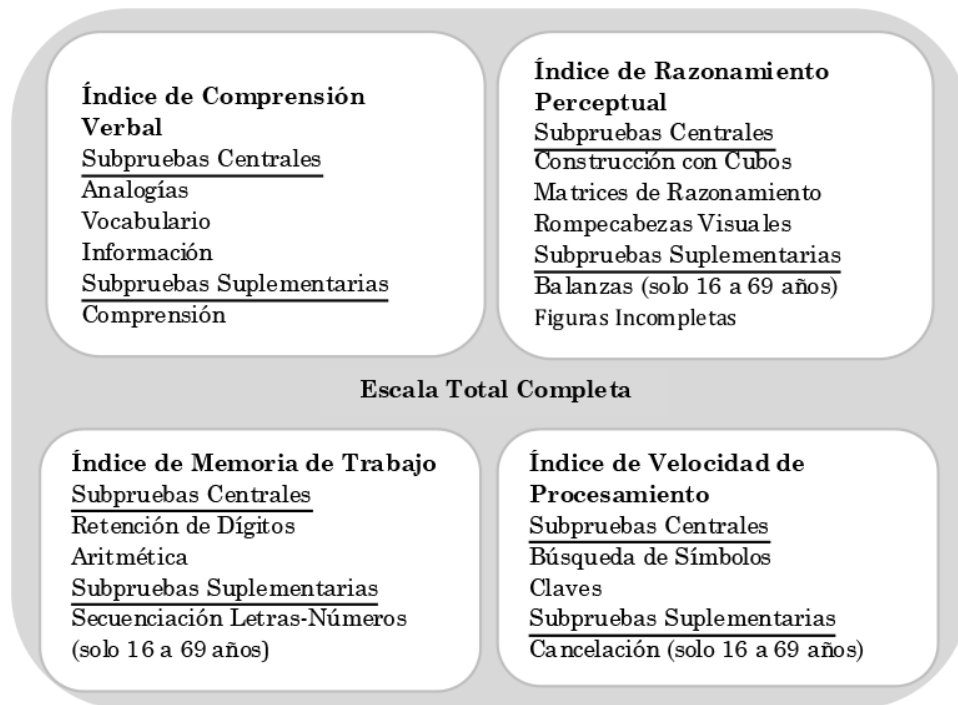 Índice de Comprensión
Verbal
Subpruebas Centrales
Analogías
Vocabulario
Información
Subpruebas Suplementarias
Comprensión
Índice de Razonamiento
Perceptual
Subpruebas Centrales
Construcción con Cubos
Matrices de Razonamiento
Rompecabezas Visuales
Subpruebas Suplementarias
Balanzas (solo 16 a 69 años)
Figuras Incompletas
Escala Total Completa
Índice de Memoria de Trabajo
Subpruebas Centrales
Retención de Dígitos
Aritmética
Subpruebas Suplementarias
Secuenciación Letras-Números
(solo 16 a 69 años)
Índice de Velocidad de
Procesamiento
Subpruebas Centrales
Búsqueda de Símbolos
Claves
Subpruebas Suplementarias
Cancelación (solo 16 a 69 años)